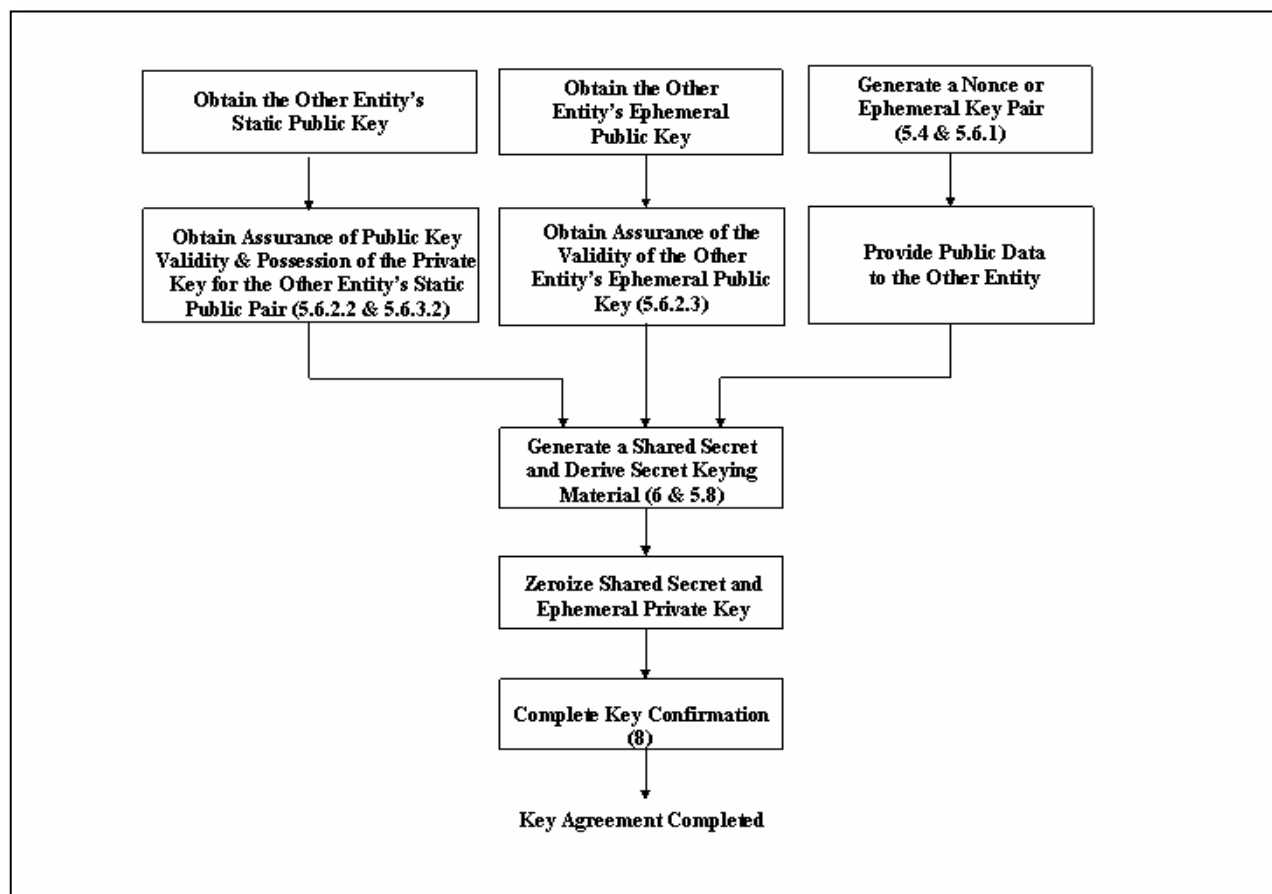 Obtain the Other Entity's
Static Public Key
Obtain the Other
Entity's Ephemeral
Public Key
Generate a Nonce or
Ephemeral Key Pair
(5.4 & 5.6.1)
Obtain Assurance of Public Key
Validity & Possession of the Private
Key for the Other Entity's Static
Public Pair (5.6.2.2 & 5.6.3.2)
Obtain Assurance of the
Validity of the Other
Entity's Ephemeral Public
Key (5.6.2.3)
Provide Public Data
to the Other Entity
Generate a Shared Secret
and Derive Secret Keying
Material (6 & 5.8)
Zeroize Shared Secret and
Ephemeral Private Key
Complete Key Confirmation
(8)
Key Agreement Completed